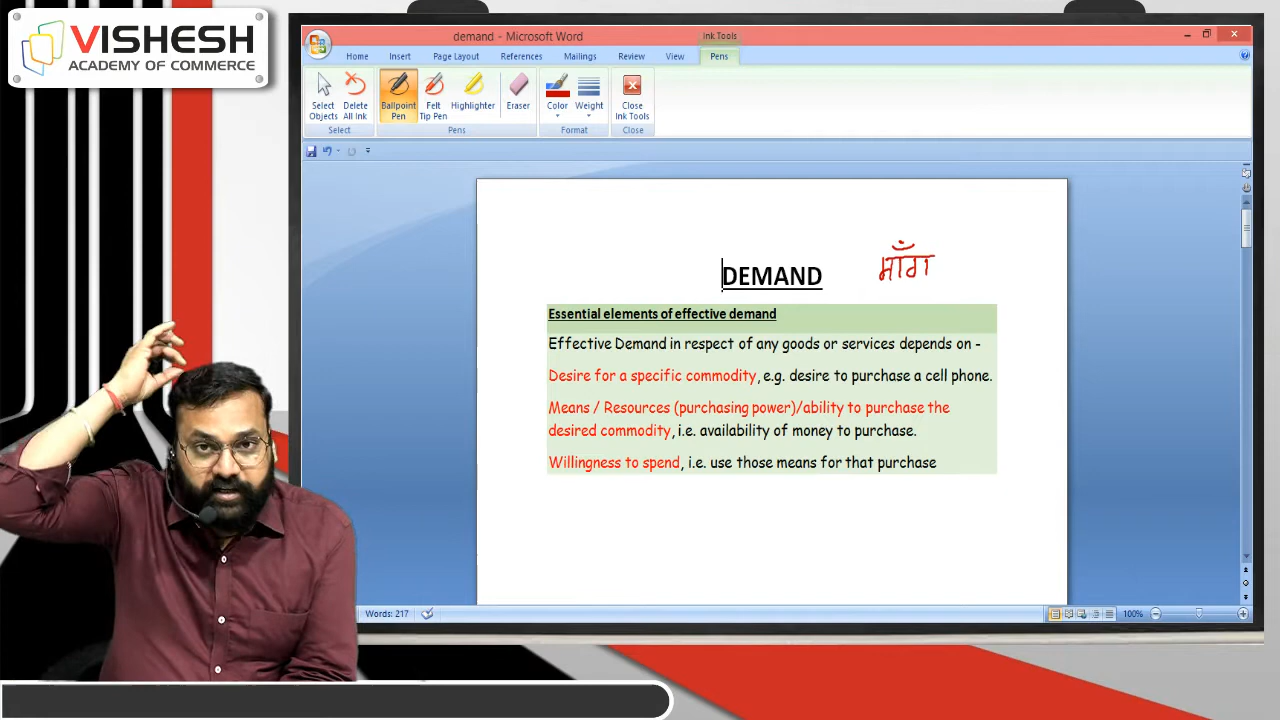 VISHESH
ACADEMY OF COMMERCE
demand - Microsoft Word
Ink Tools
Home Insert Page Layout References Mailings Review View Pens
Select Objects
Delete All Ink
Ballpoint Pen
Felt Tip Pen
Highlighter
Eraser
Color
Weight
Close Ink Tools
Select Pens Format Close
DEMAND माँग
Essential elements of effective demand
Effective Demand in respect of any goods or services depends on -
Desire for a specific commodity, e.g. desire to purchase a cell phone.
Means / Resources (purchasing power)/ability to purchase the
desired commodity, i.e. availability of money to purchase.
Willingness to spend, i.e. use those means for that purchase
Words: 217
100%